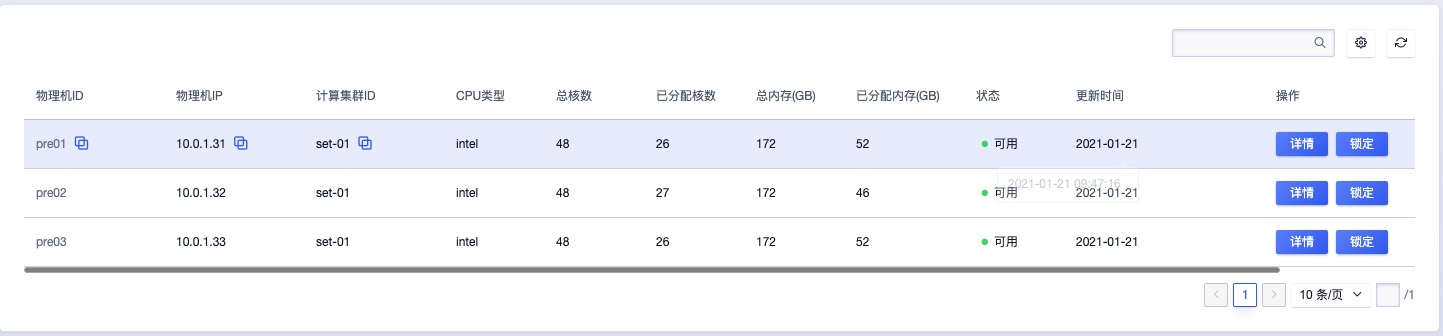 物理机ID 物理机IP 计算集群ID CPU类型 总核数 已分配核数 总内存(GB) 已分配内存(GB) 状态 更新时间 操作
pre01 10.0.1.31 set-01 intel 48 26 172 52 可用 2021-01-21 详情 锁定
2021-01-21 09:47:16
pre02 10.0.1.32 set-01 intel 48 27 172 46 可用 2021-01-21 详情 锁定
pre03 10.0.1.33 set-01 intel 48 26 172 52 可用 2021-01-21 详情 锁定
1 10 条/页 /1